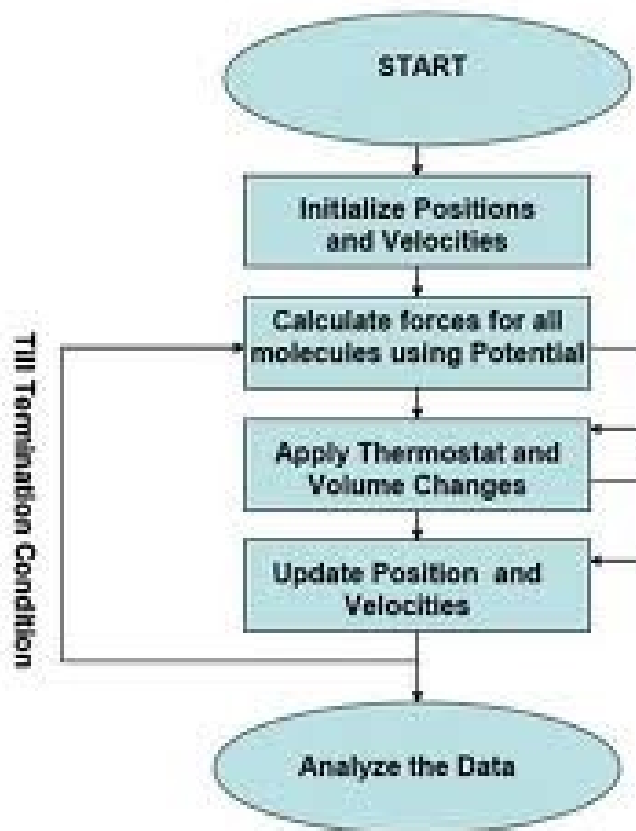 START
Initialize Positions
and Velocities
Calculate forces for all
molecules using Potential
Apply Thermostat and
Volume Changes
Update Position and
Velocities
Till Termination Condition
Analyze the Data